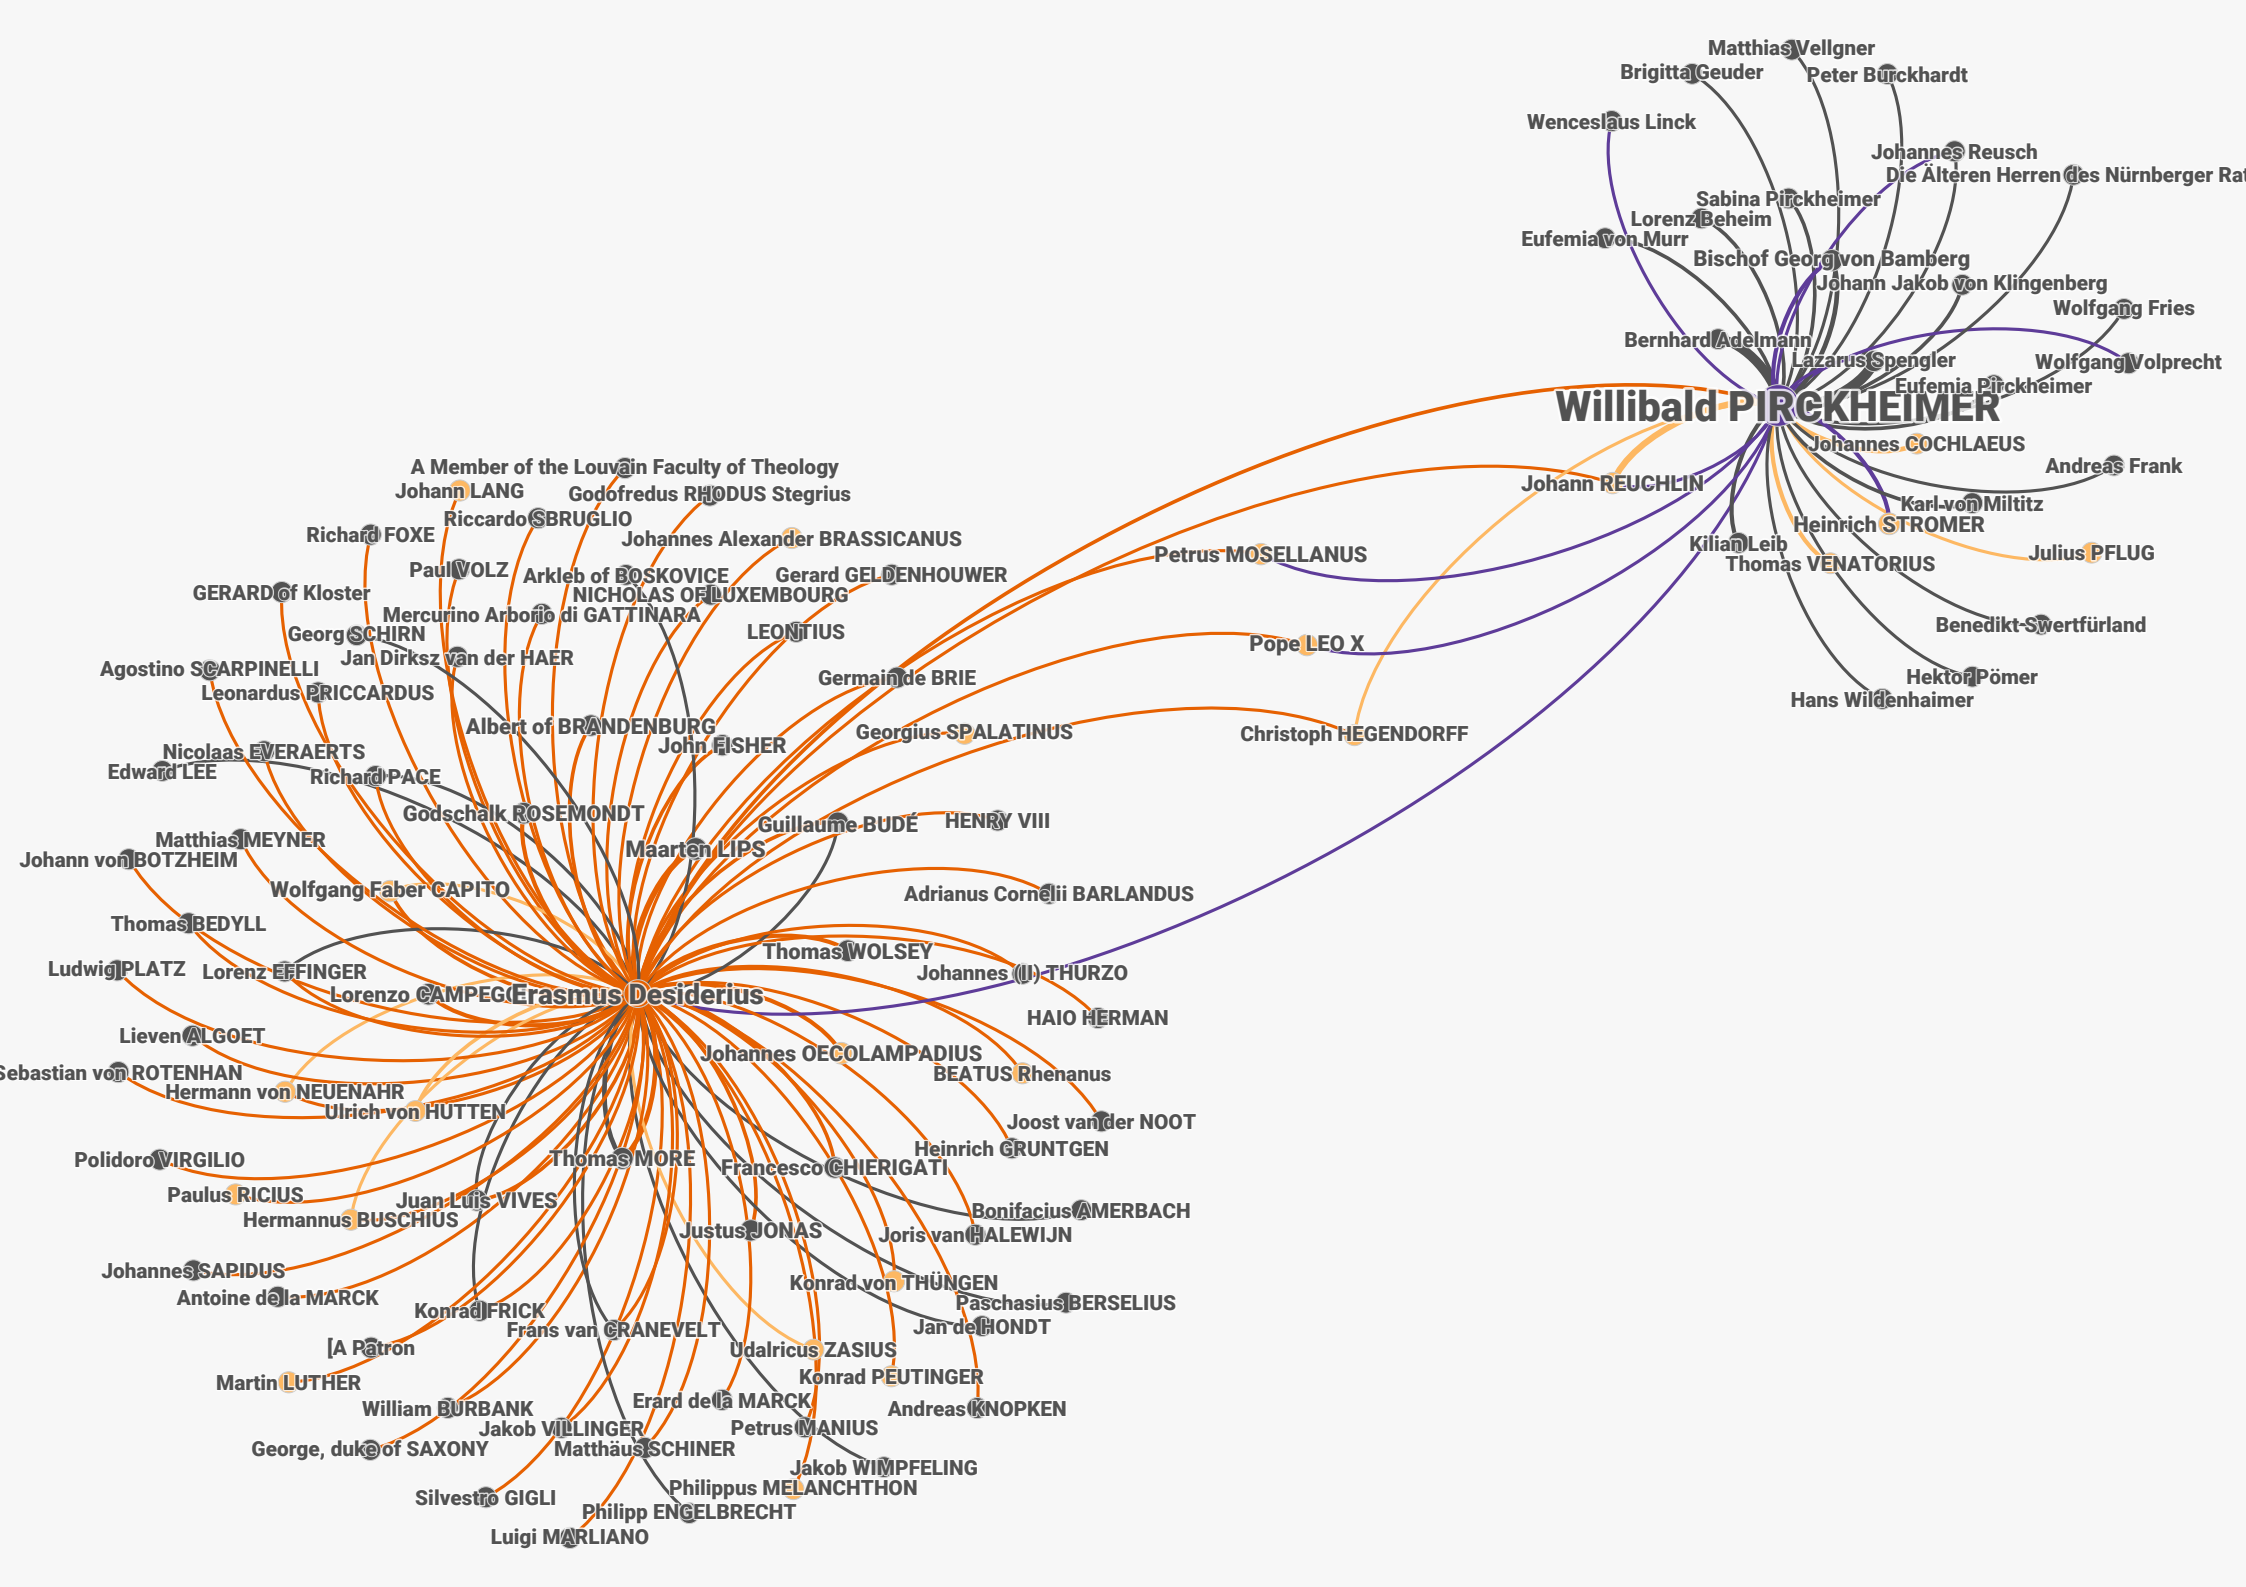 Matthias Vellgner
Brigitta Geuder
Peter Burckhardt
Wenceslaus Linck
Johannes Reusch
Die Älteren Herren des Nürnberger Rat
Sabina Pirckheimer
Lorenz Beheim
Eufemia von Murr
Bischof Georg von Bamberg
Johann Jakob von Klingenberg
Wolfgang Fries
Bernhard Adelmann
Lazarus Spengler
Wolfgang Volprecht
Eufemia Pirckheimer
Willibald PIRCKHEIMER
Johannes COCHLAEUS
Andreas Frank
A Member of the Louvain Faculty of Theology
Johann LANG
Godofredus RHODUS Stegrius
Johann REUCHLIN
Karl von Miltitz
Riccardo SBRUGLIO
Heinrich STROMER
Richard FOXE
Johannes Alexander BRASSICANUS
Kilian Leib
Petrus MOSELLANUS
Julius PFLUG
Thomas VENATORIUS
Paul VOLZ
Arkleb of BOSKOVICE
Gerard GELDENHOUWER
GERARD of Kloster
NICHOLAS OF LUXEMBOURG
Mercurino Arborio di GATTINARA
Benedikt Swertfürland
Georg SCHIRN
LEONTIUS
Pope LEO X
Jan Dirksz van der HAER
Agostino SCARPINELLI
Germain de BRIE
Hektor Pömer
Leonardus PRICCARDUS
Hans Wildenhaimer
Albert of BRANDENBURG
Georgius SPALATINUS
Christoph HEGENDORFF
John FISHER
Nicolaas EVERAERTS
Edward LEE
Richard PACE
Godschalk ROSEMONDT
Guillaume BUDÉ
HENRY VIII
Matthias MEYNER
Maarten LIPS
Johann von BOTZHEIM
Wolfgang Faber CAPITO
Adrianus Cornelii BARLANDUS
Thomas BEDYLL
Thomas WOLSEY
Ludwig PLATZ
Lorenz EFFINGER
Johannes (II) THURZO
Lorenzo CAMPEGG
Erasmus Desiderius
HAIO HERMAN
Lieven ALGOET
Johannes OECOLAMPADIUS
Sebastian von ROTENHAN
BEATUS Rhenanus
Hermann von NEUENAHR
Ulrich von HUTTEN
Joost van der NOOT
Heinrich GRUNTGEN
Polidoro VIRGILIO
Thomas MORE
Francesco CHIERIGATI
Paulus RICIUS
Juan Luis VIVES
Bonifacius AMERBACH
Hermannus BUSCHIUS
Justus JONAS
Joris van HALEWIJN
Johannes SAPIDUS
Konrad von THÜNGEN
Antoine de la MARCK
Paschasius BERSELIUS
Konrad FRICK
Jan de HONDT
Frans van CRANEVELT
[A Patron
Udalricus ZASIUS
Konrad PEUTINGER
Martin LUTHER
Erard de la MARCK
William BURBANK
Andreas KNOPKEN
Jakob VILLINGER
Petrus MANIUS
George, duke of SAXONY
Matthäus SCHINER
Jakob WIMPFELING
Philippus MELANCHTHON
Silvestro GIGLI
Philipp ENGELBRECHT
Luigi MARLIANO